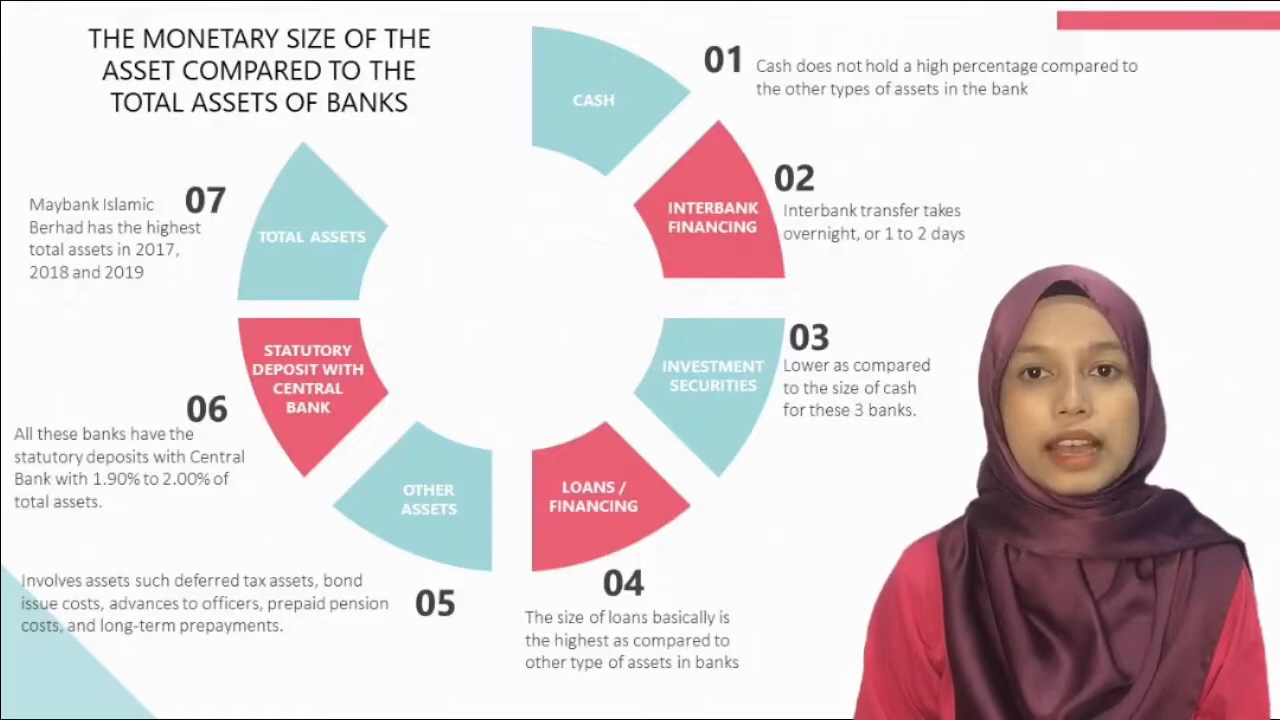 THE MONETARY SIZE OF THE
ASSET COMPARED TO THE
TOTAL ASSETS OF BANKS
CASH
01
Cash does not hold a high percentage compared to
the other types of assets in the bank
INTERBANK
FINANCING
02
Interbank transfer takes
overnight, or 1 to 2 days
INVESTMENT
SECURITIES
03
Lower as compared
to the size of cash
for these 3 banks.
LOANS /
FINANCING
04
The size of loans basically is
the highest as compared to
other type of assets in banks
OTHER
ASSETS
05
Involves assets such deferred tax assets, bond
issue costs, advances to officers, prepaid pension
costs, and long-term prepayments.
STATUTORY
DEPOSIT WITH
CENTRAL
BANK
06
All these banks have the
statutory deposits with Central
Bank with 1.90% to 2.00% of
total assets.
TOTAL ASSETS
07
Maybank Islamic
Berhad has the highest
total assets in 2017,
2018 and 2019